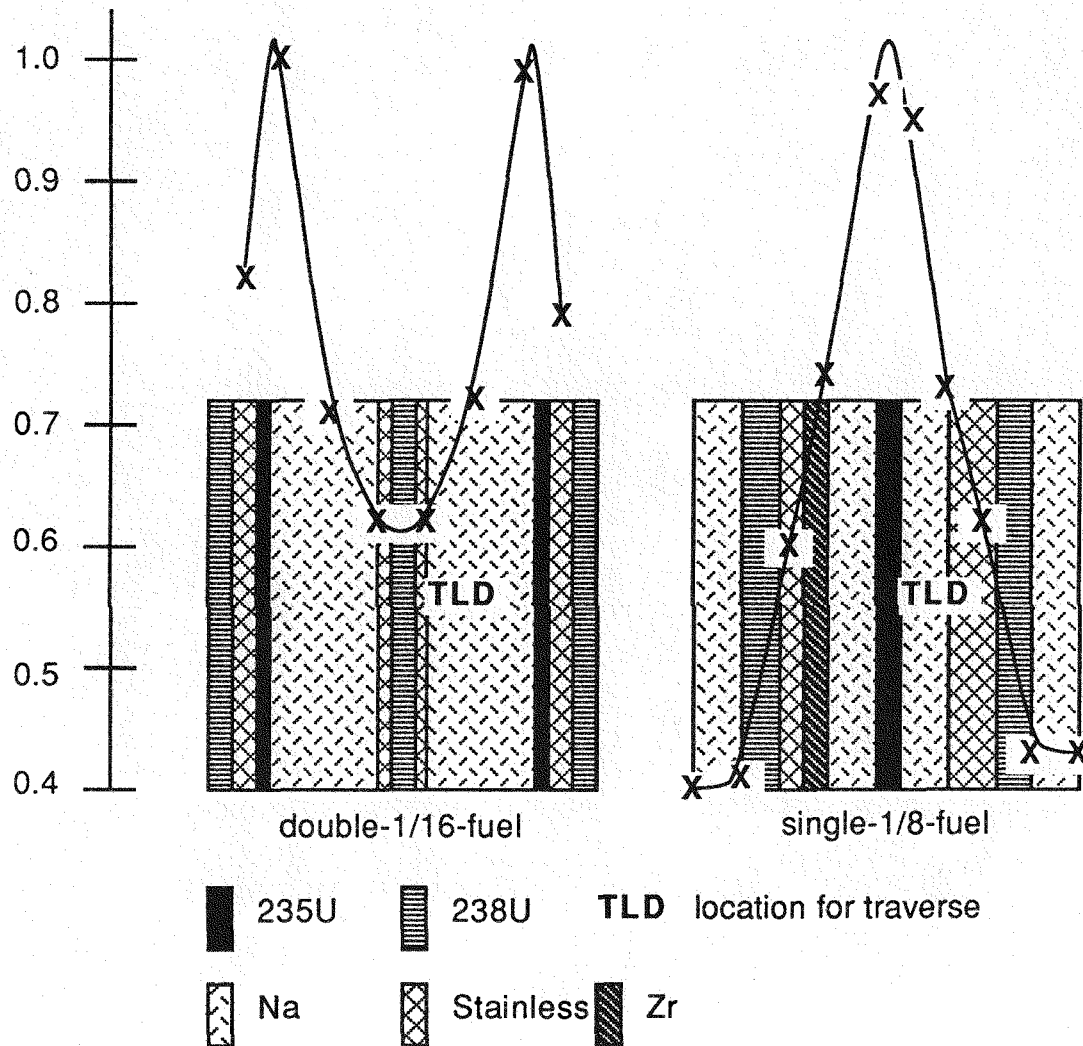 1.0
0.9
0.8
0.7
0.6
0.5
0.4
TLD
TLD
double-1/16-fuel
single-1/8-fuel
235U 238U TLD location for traverse
Na Stainless Zr